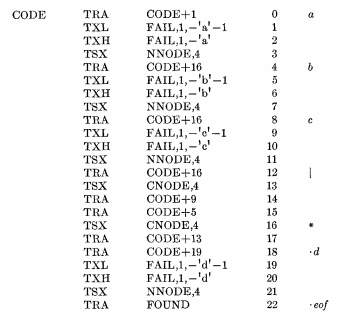 CODE TRA CODE+1 0 a
TXL FAIL,1,-'a'-1 1
TXH FAIL,1,-'a' 2
TSX NNODE,4 3
TRA CODE+16 4 b
TXL FAIL,1,-'b'-1 5
TXH FAIL,1,-'b' 6
TSX NNODE,4 7
TRA CODE+16 8 c
TXL FAIL,1,-'c'-1 9
TXH FAIL,1,-'c' 10
TSX NNODE,4 11
TRA CODE+16 12 |
TSX CNODE,4 13
TRA CODE+9 14
TRA CODE+5 15
TSX CNODE,4 16 *
TRA CODE+13 17
TRA CODE+19 18 ·d
TXL FAIL,1,-'d'-1 19
TXH FAIL,1,-'d' 20
TSX NNODE,4 21
TRA FOUND 22 ·eof